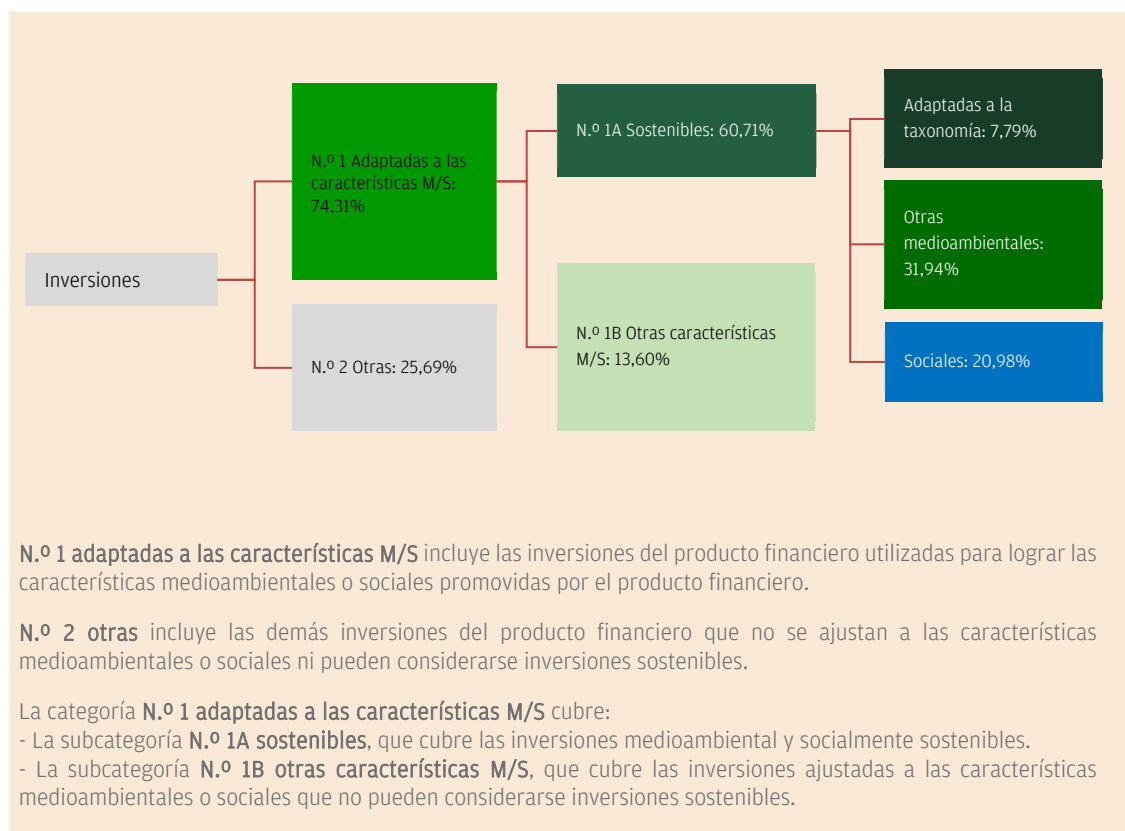 Inversiones
N.º 1 Adaptadas a las
características M/S:
74,31%
N.º 2 Otras: 25,69%
N.º 1A Sostenibles: 60,71%
N.º 1B Otras características
M/S: 13,60%
Adaptadas a la
taxonomía: 7,79%
Otras
medioambientales:
31,94%
Sociales: 20,98%
N.º 1 adaptadas a las características M/S incluye las inversiones del producto financiero utilizadas para lograr las
características medioambientales o sociales promovidas por el producto financiero.
N.º 2 otras incluye las demás inversiones del producto financiero que no se ajustan a las características
medioambientales o sociales ni pueden considerarse inversiones sostenibles.
La categoría N.º 1 adaptadas a las características M/S cubre:
- La subcategoría N.º 1A sostenibles, que cubre las inversiones medioambiental y socialmente sostenibles.
- La subcategoría N.º 1B otras características M/S, que cubre las inversiones ajustadas a las características
medioambientales o sociales que no pueden considerarse inversiones sostenibles.